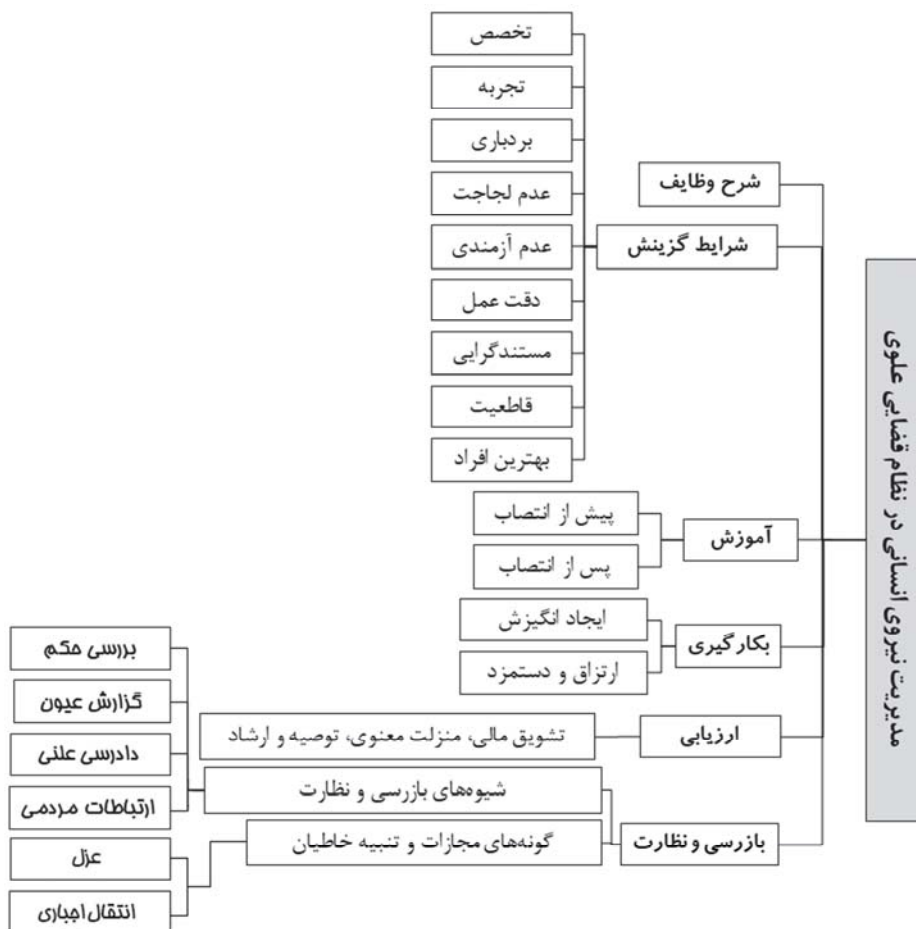 مدیریت نیروی انسانی در نظام قضایی علوی
شرح وظایف
شرایط گزینش
تخصص
تجربه
بردباری
عدم لجاجت
عدم آزمندی
دقت عمل
مستندگرایی
قاطعیت
بهترین افراد
آموزش
پیش از انتصاب
پس از انتصاب
بکارگیری
ایجاد انگیزش
ارتزاق و دستمزد
ارزیابی
تشویق مالی، منزلت معنوی، توصیه و ارشاد
بازرسی و نظارت
شیوه‌های بازرسی و نظارت
بررسی حکم
گزارش عیون
دادرسی علنی
ارتباطات مردمی
گونه‌های مجازات و تنبیه خاطیان
عزل
انتقال اجباری